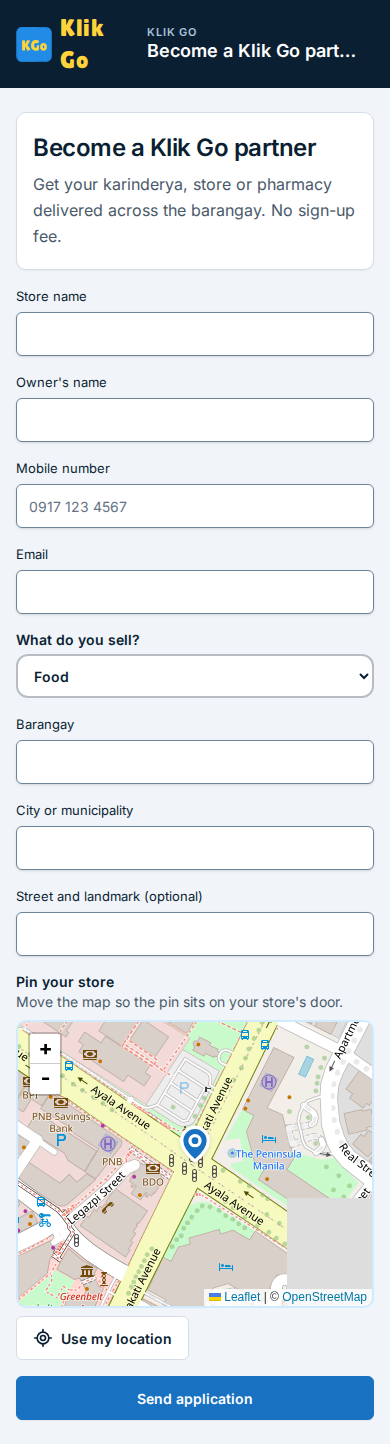 KGo
Klik
Go
KLIK GO
Become a Klik Go part...
Become a Klik Go partner
Get your karinderya, store or pharmacy
delivered across the barangay. No sign-up
fee.
Store name
Owner's name
Mobile number
0917 123 4567
Email
What do you sell?
Food
Barangay
City or municipality
Street and landmark (optional)
Pin your store
Move the map so the pin sits on your store's door.
+
-
Ayala Avenue
PNB Savings
Bank
P
P
H
H
PNB
BDO
The Peninsula
Manila
Ayala Avenue
Legazpi Street
Greenbelt
Leaflet | © OpenStreetMap
Use my location
Send application